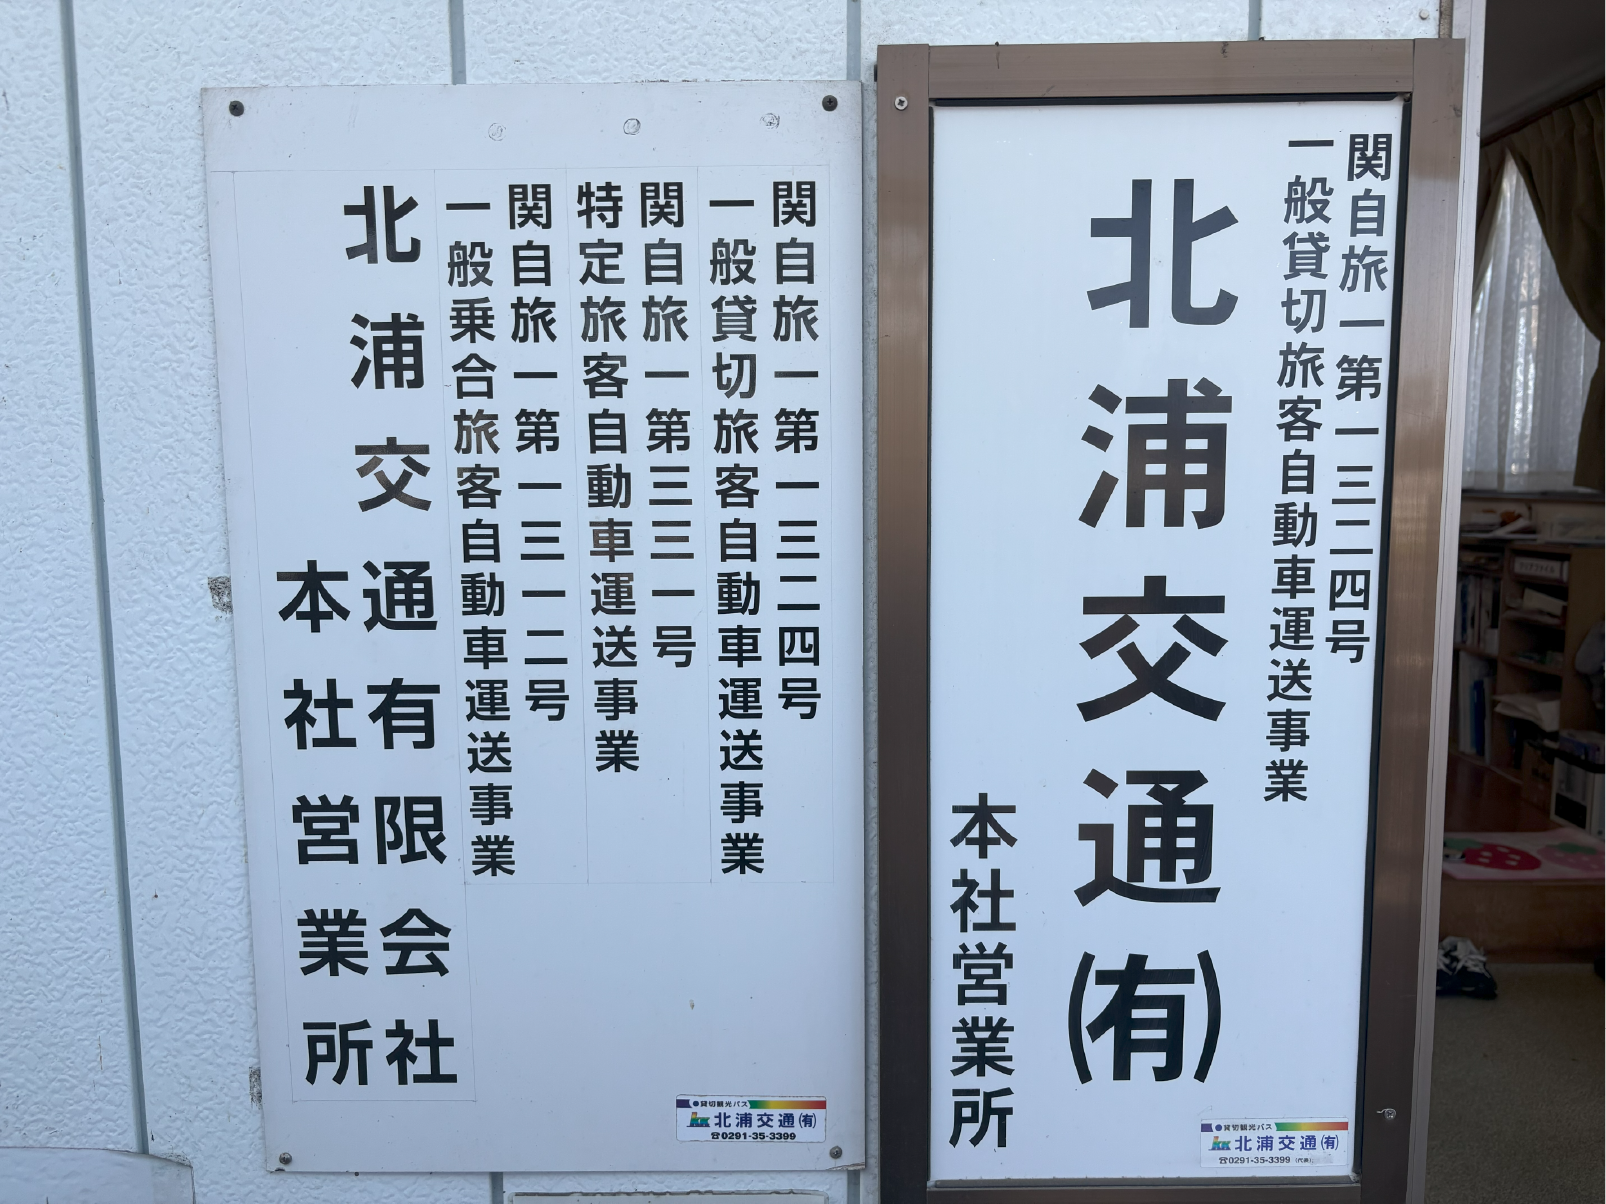 関自旅一第一三二四号
一般貸切旅客自動車運送事業
関自旅一第三三一号
特定旅客自動車運送事業
関自旅一第一三一二号
一般乗合旅客自動車運送事業
北浦交通有限会社
本社営業所
●貸切観光バス
KK北浦交通㈲
☎0291-35-3399
関自旅一第一三二四号
一般貸切旅客自動車運送事業
北浦交通㈲
本社営業所
●貸切観光バス
KK北浦交通㈲
☎0291-35-3399(代表)